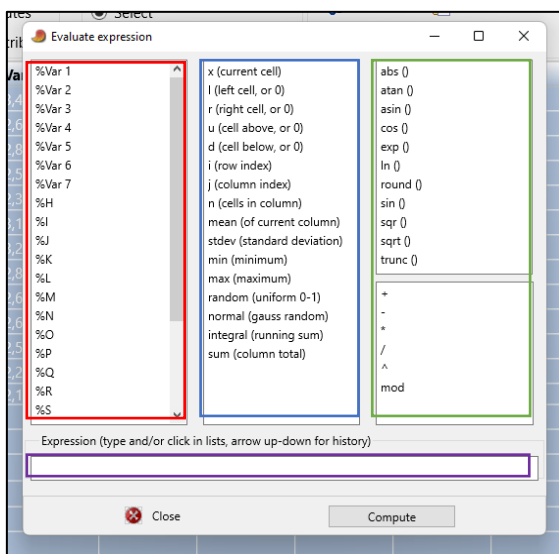 Select
Evaluate expression
%Var 1
%Var 2
%Var 3
%Var 4
%Var 5
%Var 6
%Var 7
%H
%I
%J
%K
%L
%M
%N
%O
%P
%Q
%R
%S
x (current cell)
l (left cell, or 0)
r (right cell, or 0)
u (cell above, or 0)
d (cell below, or 0)
i (row index)
j (column index)
n (cells in column)
mean (of current column)
stdev (standard deviation)
min (minimum)
max (maximum)
random (uniform 0-1)
normal (gauss random)
integral (running sum)
sum (column total)
abs ()
atan ()
asin ()
cos ()
exp ()
ln ()
round ()
sin ()
sqr ()
sqrt ()
trunc ()
+
-
*
/
^
mod
Expression (type and/or click in lists, arrow up-down for history)
Close
Compute